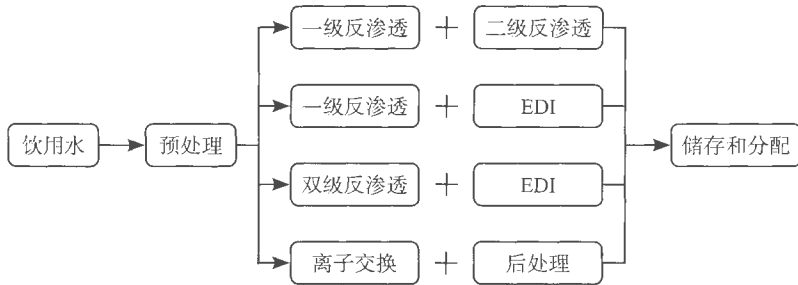 一级反渗透 + 二级反渗透
一级反渗透 + EDI
饮用水 预处理 储存和分配
双级反渗透 + EDI
离子交换 + 后处理